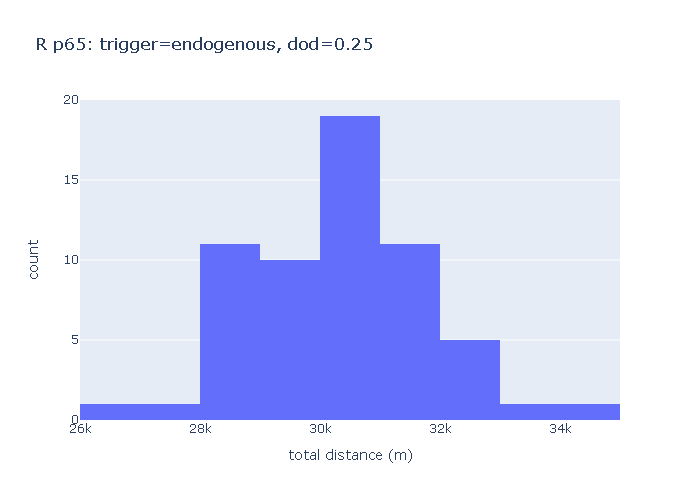 R p65: trigger=endogenous, dod=0.25
20
15
10
5
0
count
26k 28k 30k 32k 34k
total distance (m)